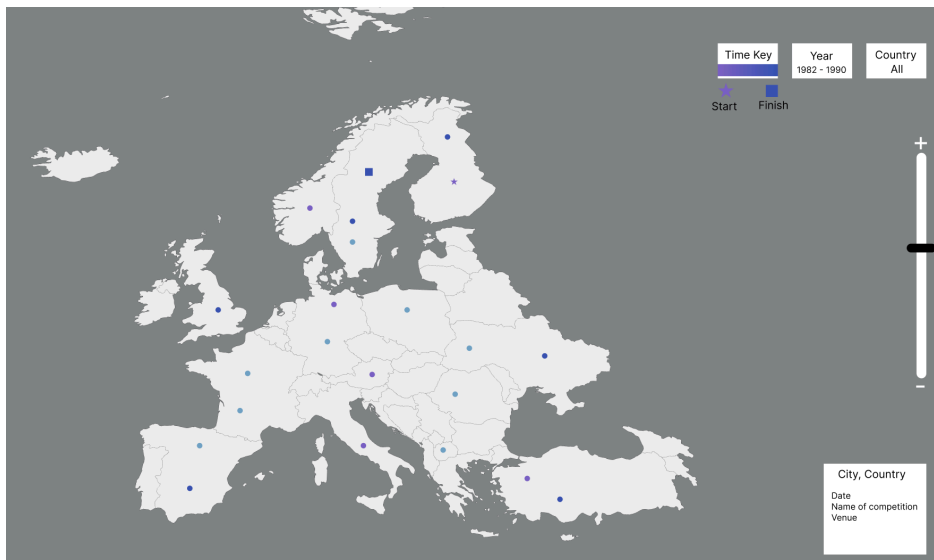 Time Key
Year
1982 - 1990
Country
All
Start
Finish
+
−
City, Country
Date
Name of competition
Venue